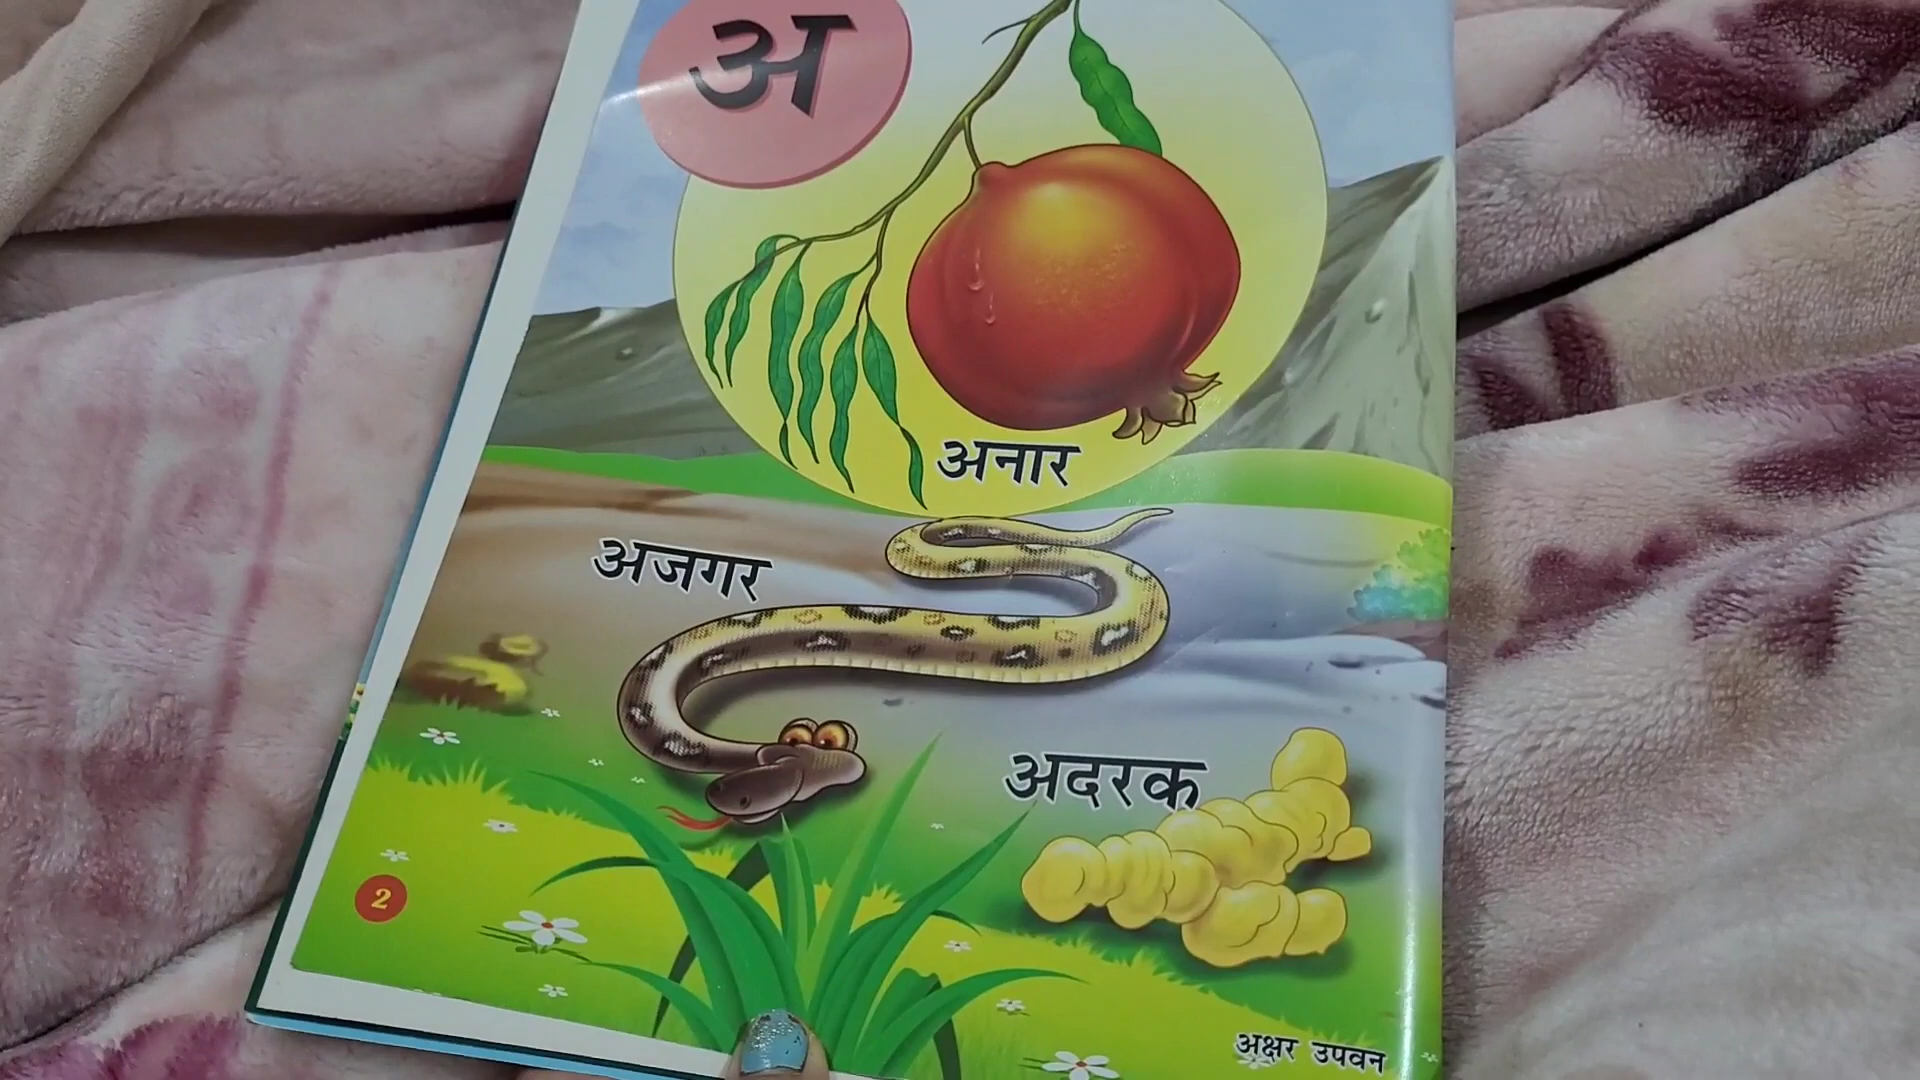 अ
अनार
अजगर
अदरक
2
अक्षर उपवन